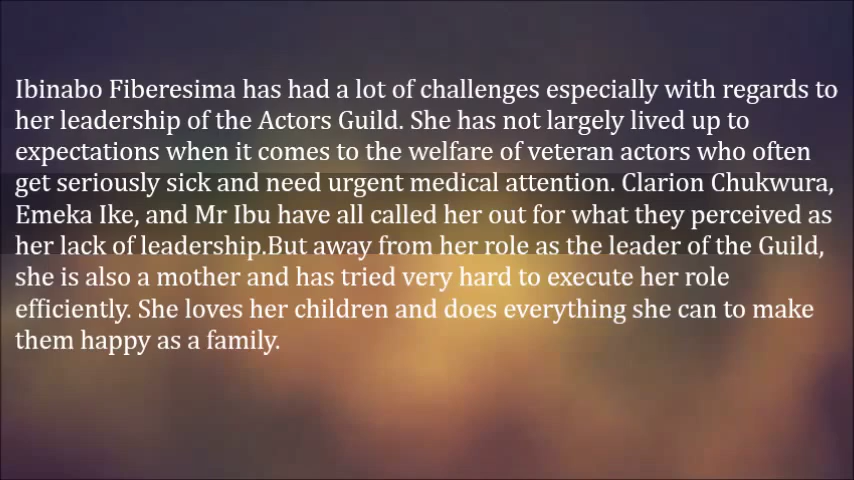 Ibinabo Fiberesima has had a lot of challenges especially with regards to
her leadership of the Actors Guild. She has not largely lived up to
expectations when it comes to the welfare of veteran actors who often
get seriously sick and need urgent medical attention. Clarion Chukwura,
Emeka Ike, and Mr Ibu have all called her out for what they perceived as
her lack of leadership.But away from her role as the leader of the Guild,
she is also a mother and has tried very hard to execute her role
efficiently. She loves her children and does everything she can to make
them happy as a family.